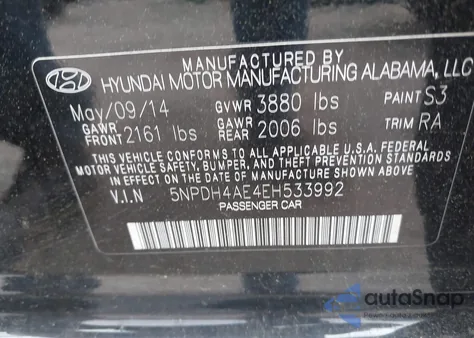 MANUFACTURED BY
HYUNDAI MOTOR MANUFACTURING ALABAMA, LLC
May/09/14 GVWR 3880 lbs PAINT S3
GAWR FRONT 2161 lbs GAWR REAR 2006 lbs TRIM RA
THIS VEHICLE CONFORMS TO ALL APPLICABLE U.S.A. FEDERAL
MOTOR VEHICLE SAFETY, BUMPER, AND THEFT PREVENTION STANDARDS
IN EFFECT ON THE DATE OF MANUFACTURE SHOWN ABOVE.
V.I.N 5NPDH4AE4EH533992
PASSENGER CAR
autoSnap